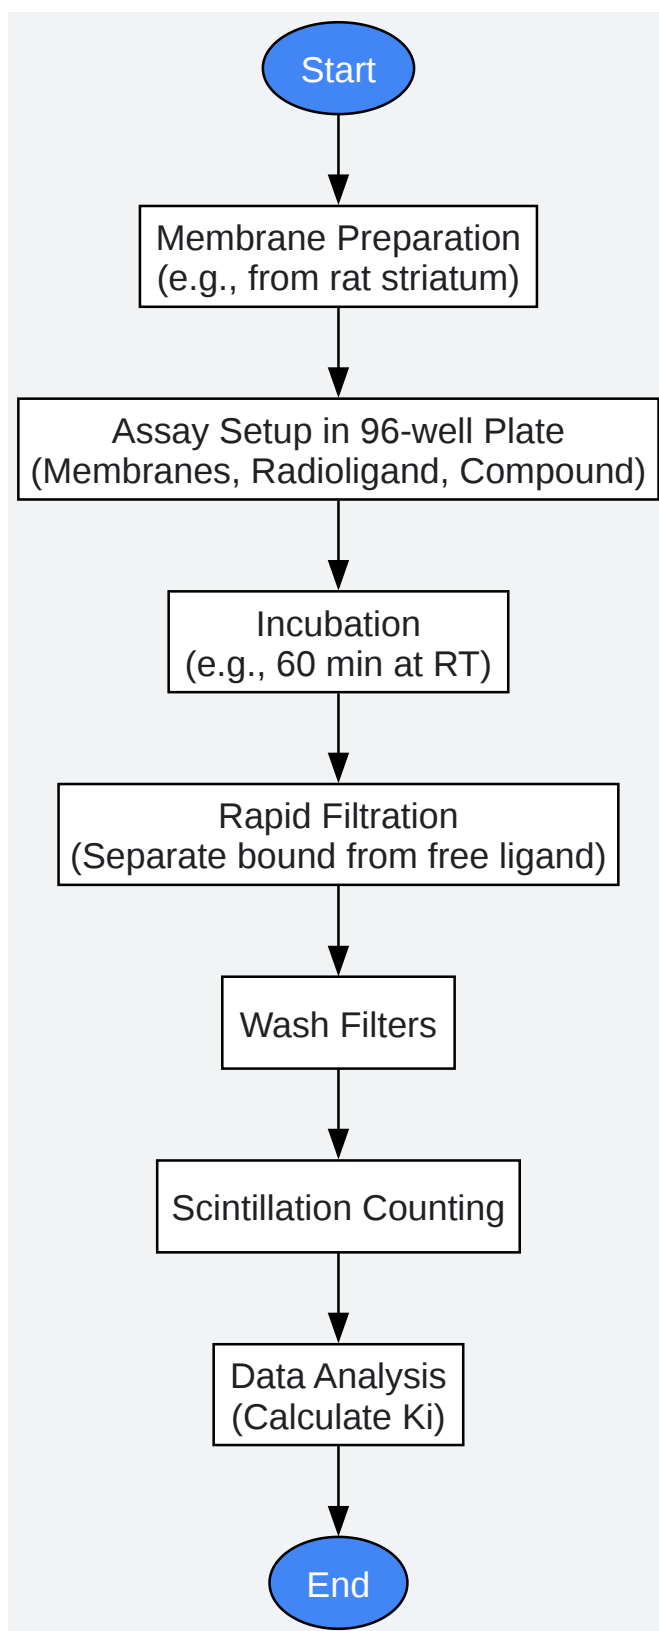 Start
Membrane Preparation
(e.g., from rat striatum)
Assay Setup in 96-well Plate
(Membranes, Radioligand, Compound)
Incubation
(e.g., 60 min at RT)
Rapid Filtration
(Separate bound from free ligand)
Wash Filters
Scintillation Counting
Data Analysis
(Calculate Ki)
End